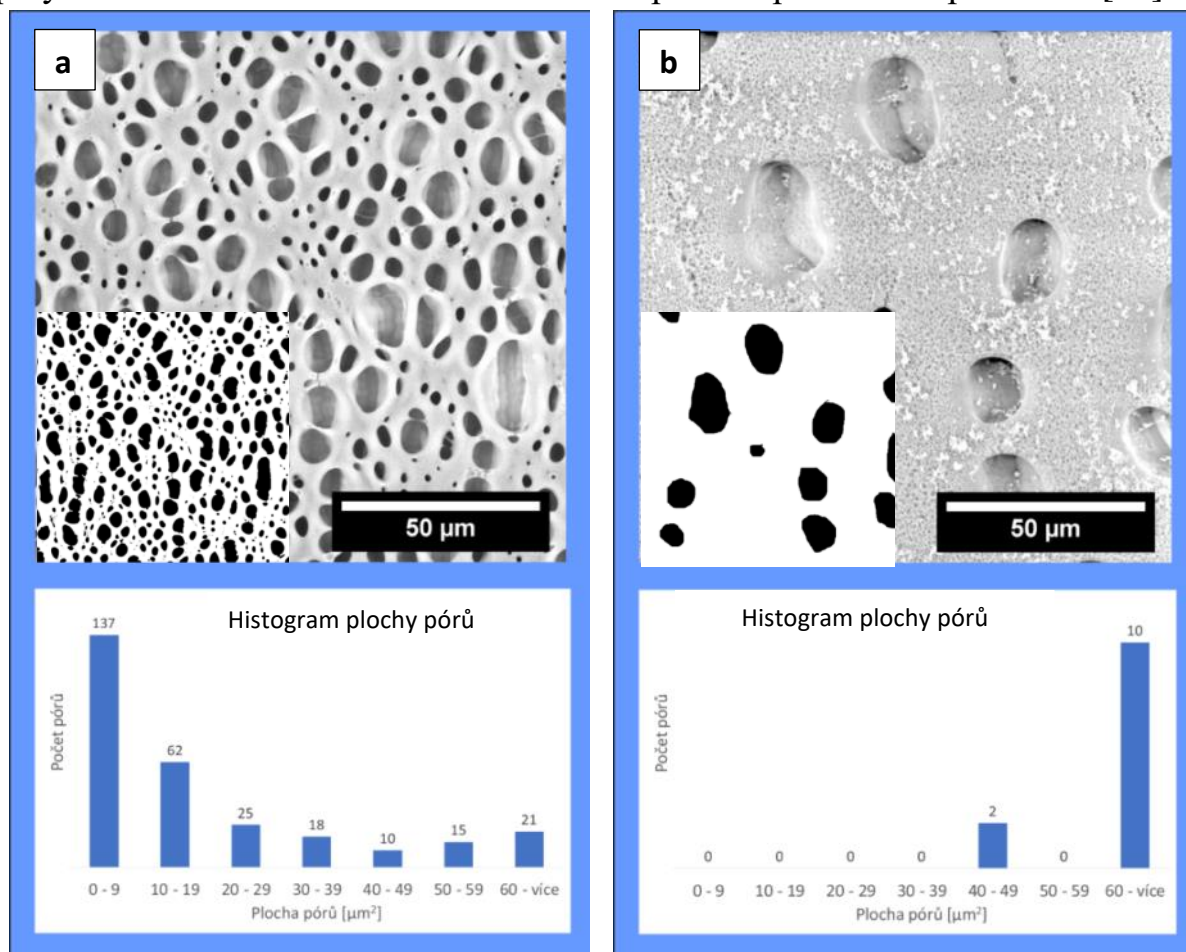 a
50 µm
Histogram plochy pórů
137
62
25
18
10
15
21
Počet pórů
0 - 9
10 - 19
20 - 29
30 - 39
40 - 49
50 - 59
60 - více
Plocha pórů [µm²]
b
50 µm
Histogram plochy pórů
0
0
0
0
2
0
10
Počet pórů
0 - 9
10 - 19
20 - 29
30 - 39
40 - 49
50 - 59
60 - více
Plocha pórů [µm²]